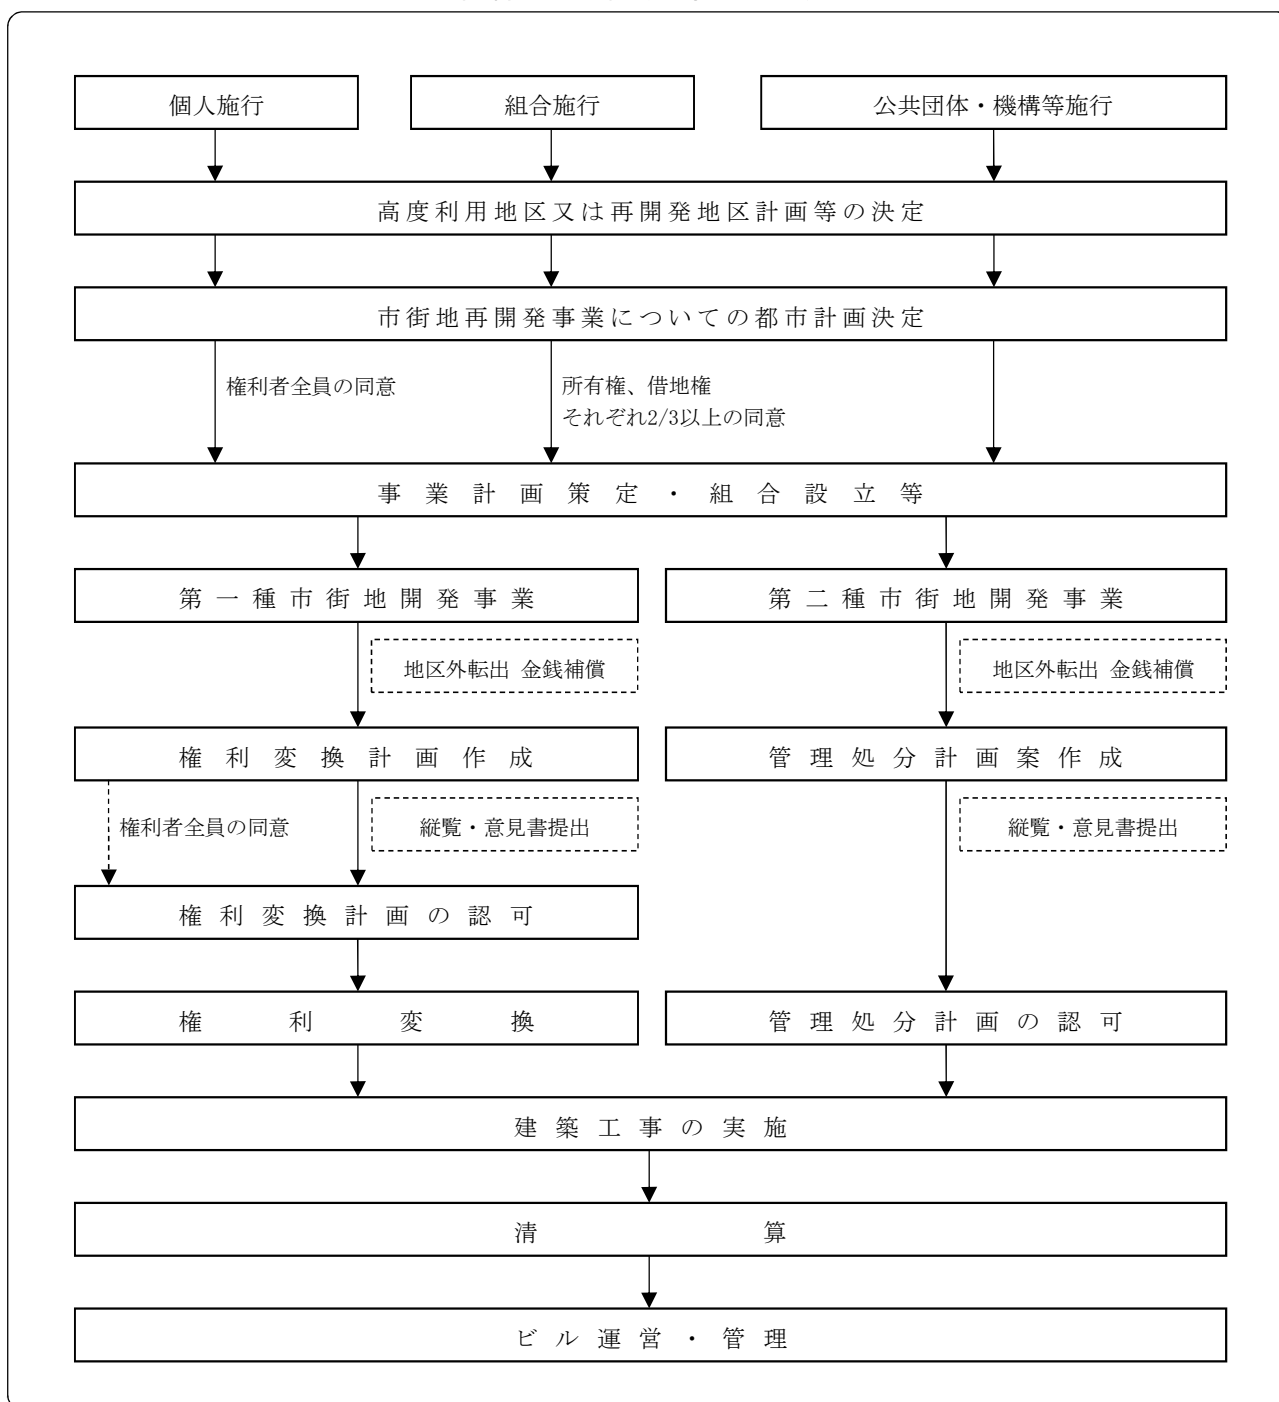 個人施行
組合施行
公共団体・機構等施行
高度利用地区又は再開発地区計画等の決定
市街地再開発事業についての都市計画決定
権利者全員の同意
所有権、借地権
それぞれ2/3以上の同意
事業計画策定・組合設立等
第一種市街地開発事業
第二種市街地開発事業
地区外転出 金銭補償
地区外転出 金銭補償
権利変換計画作成
管理処分計画案作成
権利者全員の同意
縦覧・意見書提出
縦覧・意見書提出
権利変換計画の認可
権利変換
管理処分計画の認可
建築工事の実施
清算
ビル運営・管理